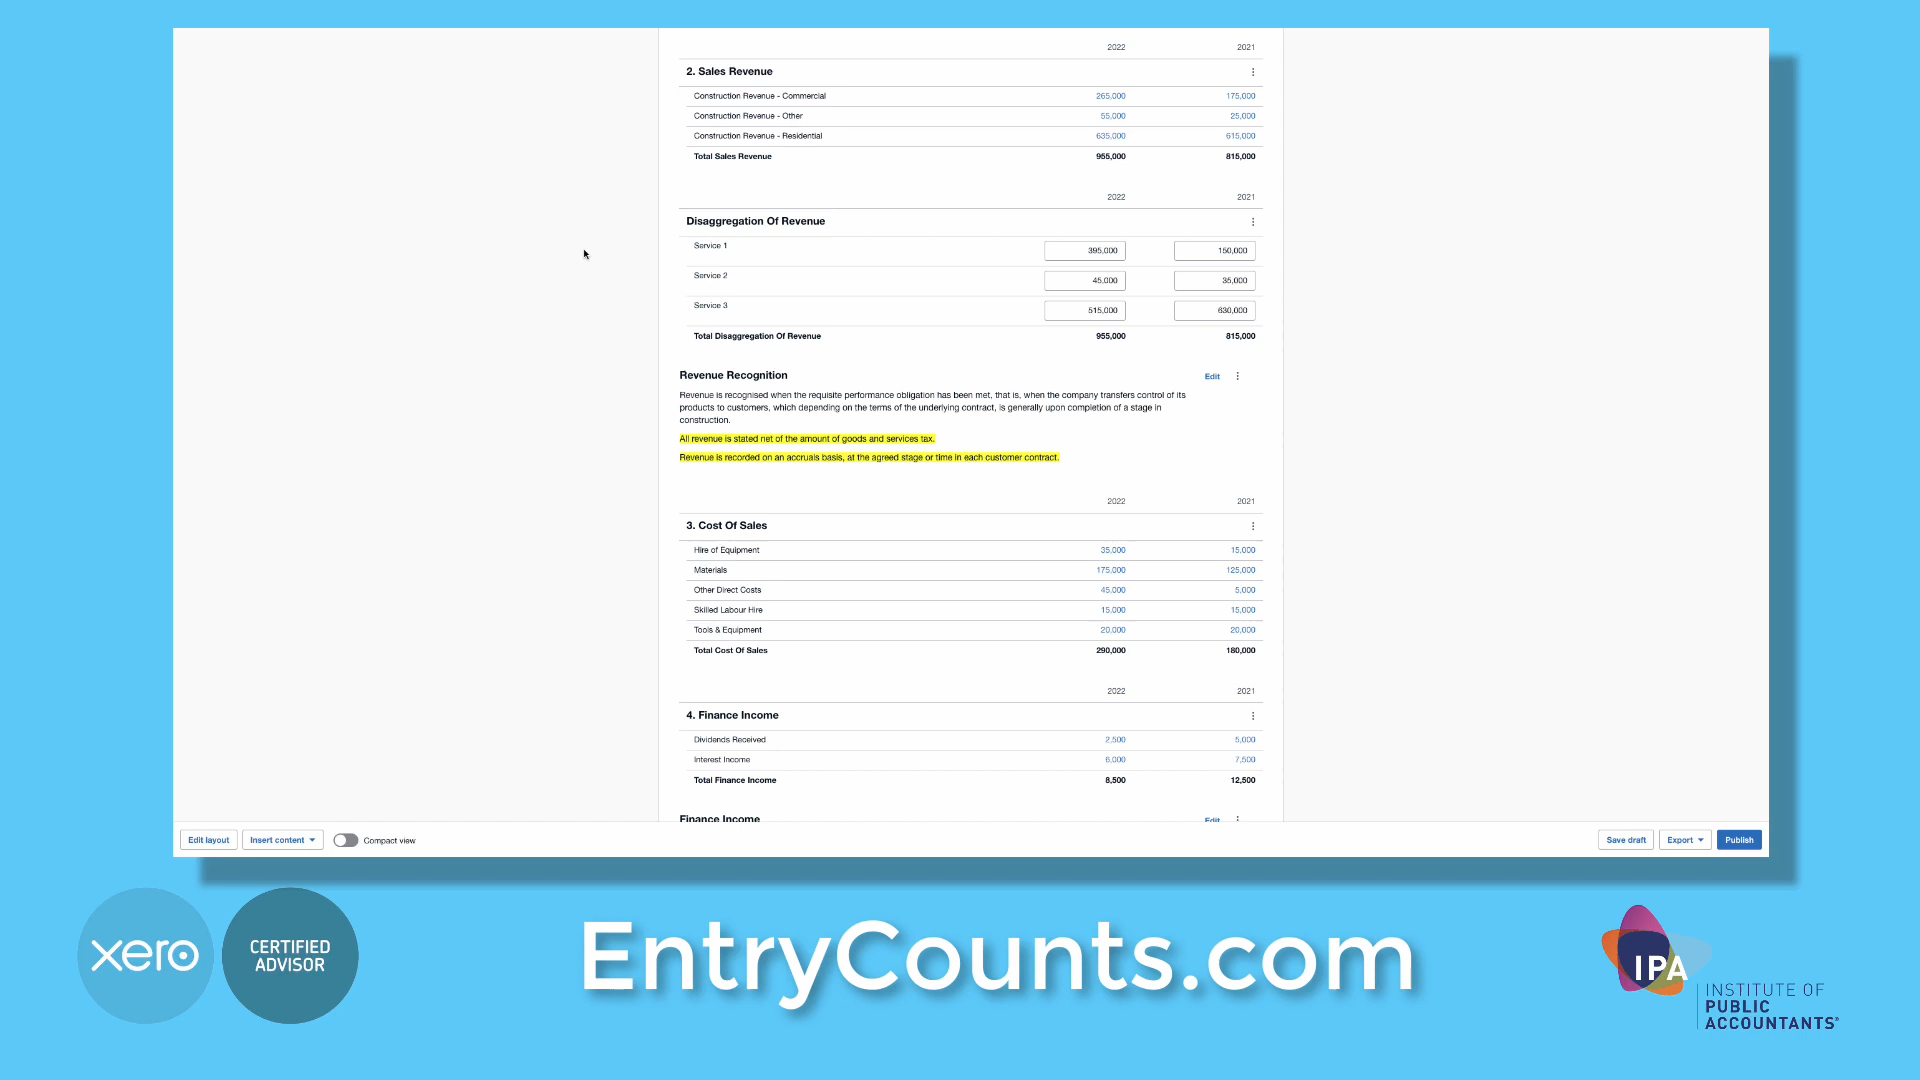 2022 2021
2. Sales Revenue
Construction Revenue - Commercial 265,000 175,000
Construction Revenue - Other 55,000 25,000
Construction Revenue - Residential 635,000 615,000
Total Sales Revenue 955,000 815,000
2022 2021
Disaggregation Of Revenue
Service 1 395,000 150,000
Service 2 45,000 35,000
Service 3 515,000 630,000
Total Disaggregation Of Revenue 955,000 815,000
Revenue Recognition Edit
Revenue is recognised when the requisite performance obligation has been met, that is, when the company transfers control of its
products to customers, which depending on the terms of the underlying contract, is generally upon completion of a stage in
construction.
All revenue is stated net of the amount of goods and services tax.
Revenue is recorded on an accruals basis, at the agreed stage or time in each customer contract.
2022 2021
3. Cost Of Sales
Hire of Equipment 35,000 15,000
Materials 175,000 125,000
Other Direct Costs 45,000 5,000
Skilled Labour Hire 15,000 15,000
Tools & Equipment 20,000 20,000
Total Cost Of Sales 290,000 180,000
2022 2021
4. Finance Income
Dividends Received 2,500 5,000
Interest Income 6,000 7,500
Total Finance Income 8,500 12,500
Finance Income Edit
Edit layout Insert content Compact view Save draft Export Publish
xero
CERTIFIED
ADVISOR
EntryCounts.com
IPA
INSTITUTE OF
PUBLIC
ACCOUNTANTS®